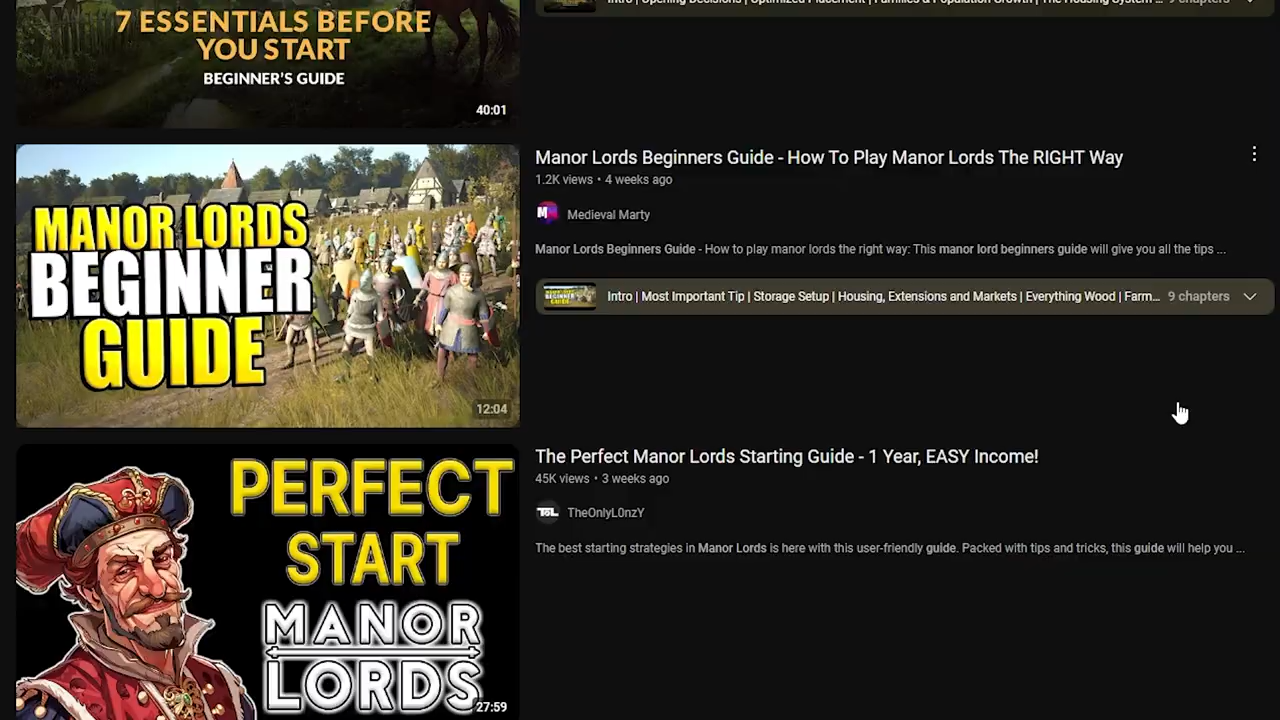 Intro | Opening Decisions | Optimized Placement | Families & Population Growth | The Housing System ... 9 chapters
7 ESSENTIALS BEFORE
YOU START
BEGINNER'S GUIDE
40:01
MANOR LORDS
BEGINNER
GUIDE
12:04
Manor Lords Beginners Guide - How To Play Manor Lords The RIGHT Way
1.2K views • 4 weeks ago
Medieval Marty
Manor Lords Beginners Guide - How to play manor lords the right way: This manor lord beginners guide will give you all the tips ...
BEGINNER
GUIDE
Intro | Most Important Tip | Storage Setup | Housing, Extensions and Markets | Everything Wood | Farm... 9 chapters
PERFECT
START
MANOR
LORDS
27:59
The Perfect Manor Lords Starting Guide - 1 Year, EASY Income!
45K views • 3 weeks ago
TheOnlyL0nzY
The best starting strategies in Manor Lords is here with this user-friendly guide. Packed with tips and tricks, this guide will help you ...